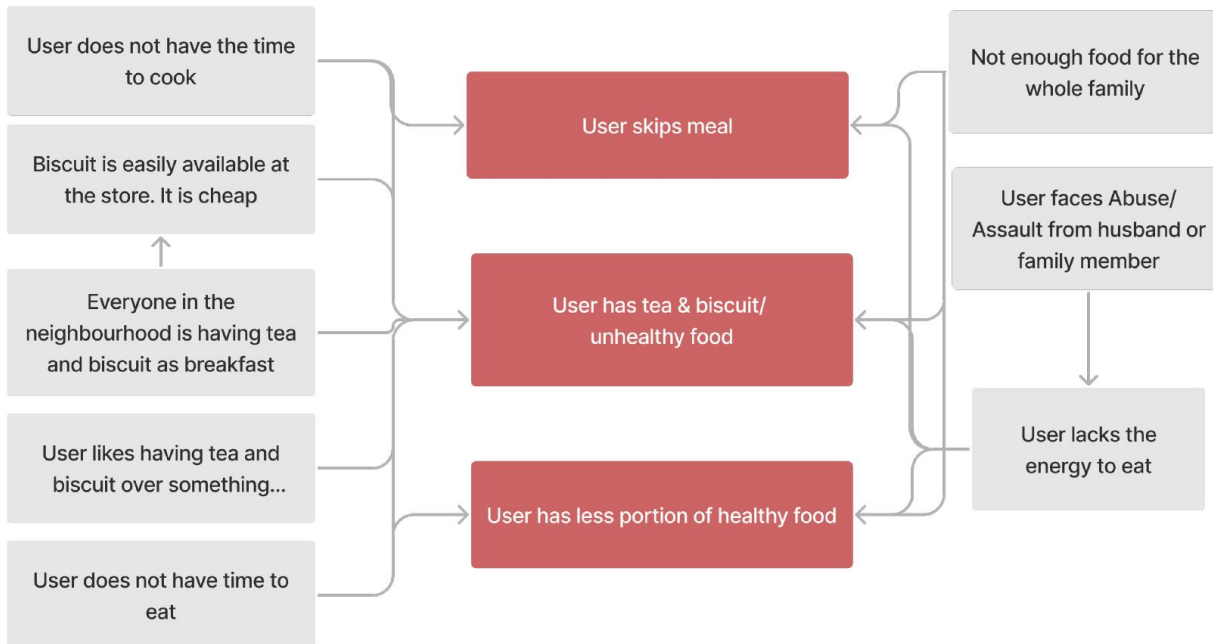 User does not have the time
to cook
Biscuit is easily available at
the store. It is cheap
Everyone in the
neighbourhood is having tea
and biscuit as breakfast
User likes having tea and
biscuit over something...
User does not have time to
eat
User skips meal
User has tea & biscuit/
unhealthy food
User has less portion of healthy food
Not enough food for the
whole family
User faces Abuse/
Assault from husband or
family member
User lacks the
energy to eat